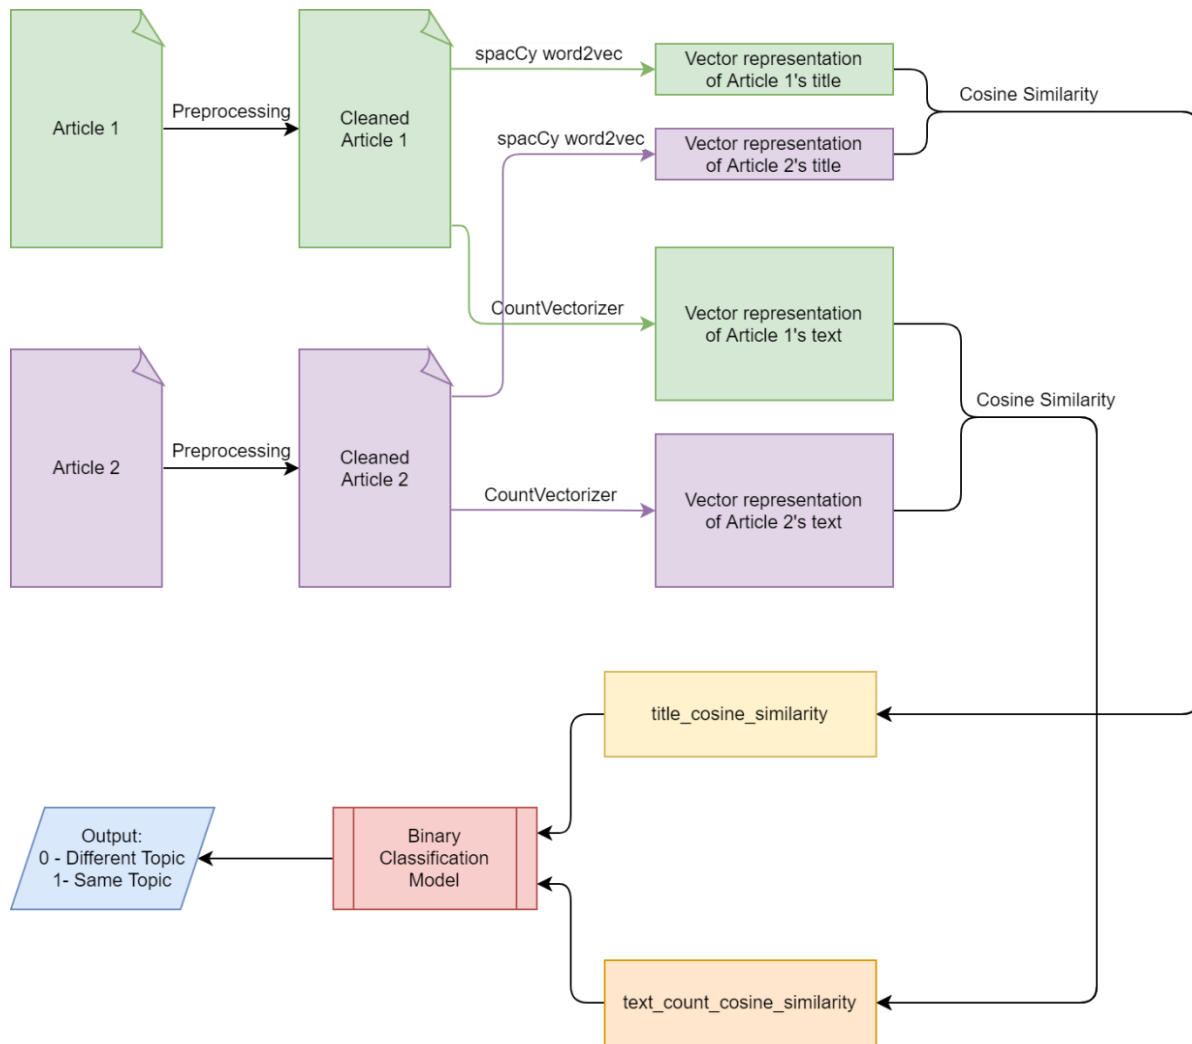 spacCy word2vec
Vector representation
of Article 1's title
Cosine Similarity
Preprocessing
Article 1
Cleaned
Article 1
spacCy word2vec
Vector representation
of Article 2's title
CountVectorizer
Vector representation
of Article 1's text
Cosine Similarity
Preprocessing
Article 2
Cleaned
Article 2
CountVectorizer
Vector representation
of Article 2's text
title_cosine_similarity
Output:
0 - Different Topic
1- Same Topic
Binary
Classification
Model
text_count_cosine_similarity